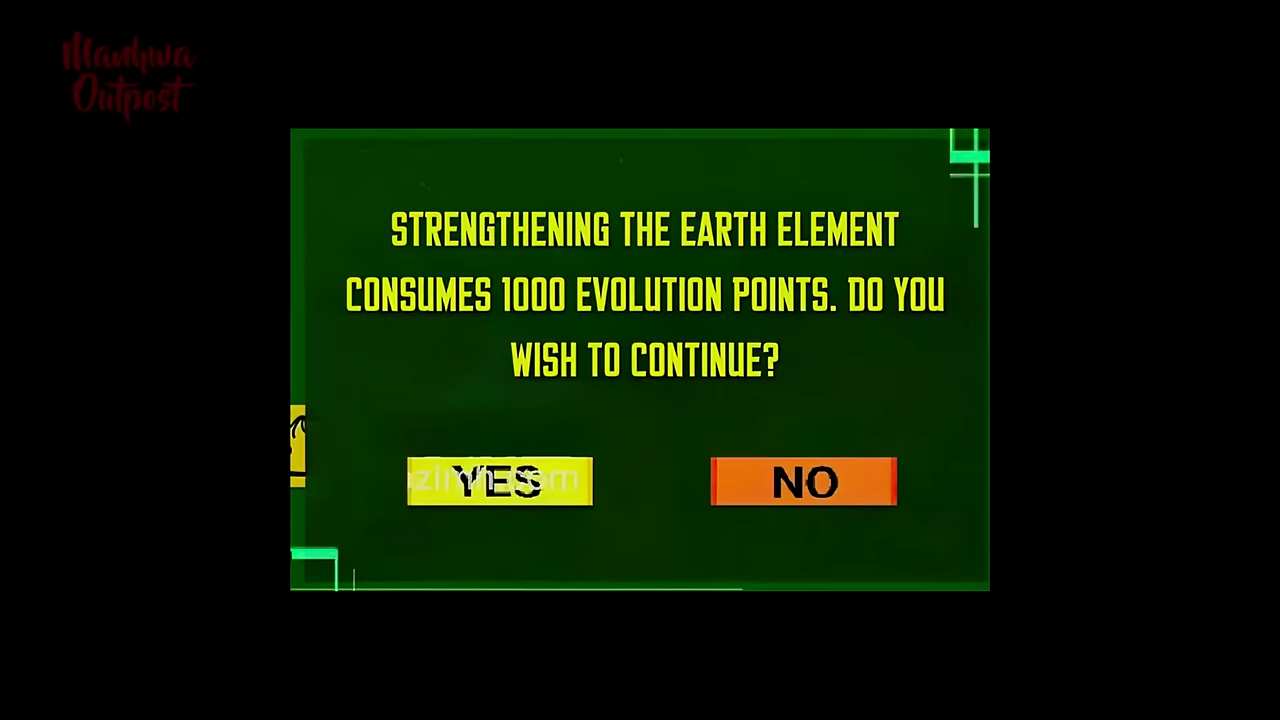 Manhwa
Outpost
STRENGTHENING THE EARTH ELEMENT
CONSUMES 1000 EVOLUTION POINTS. DO YOU
WISH TO CONTINUE?
YES
NO